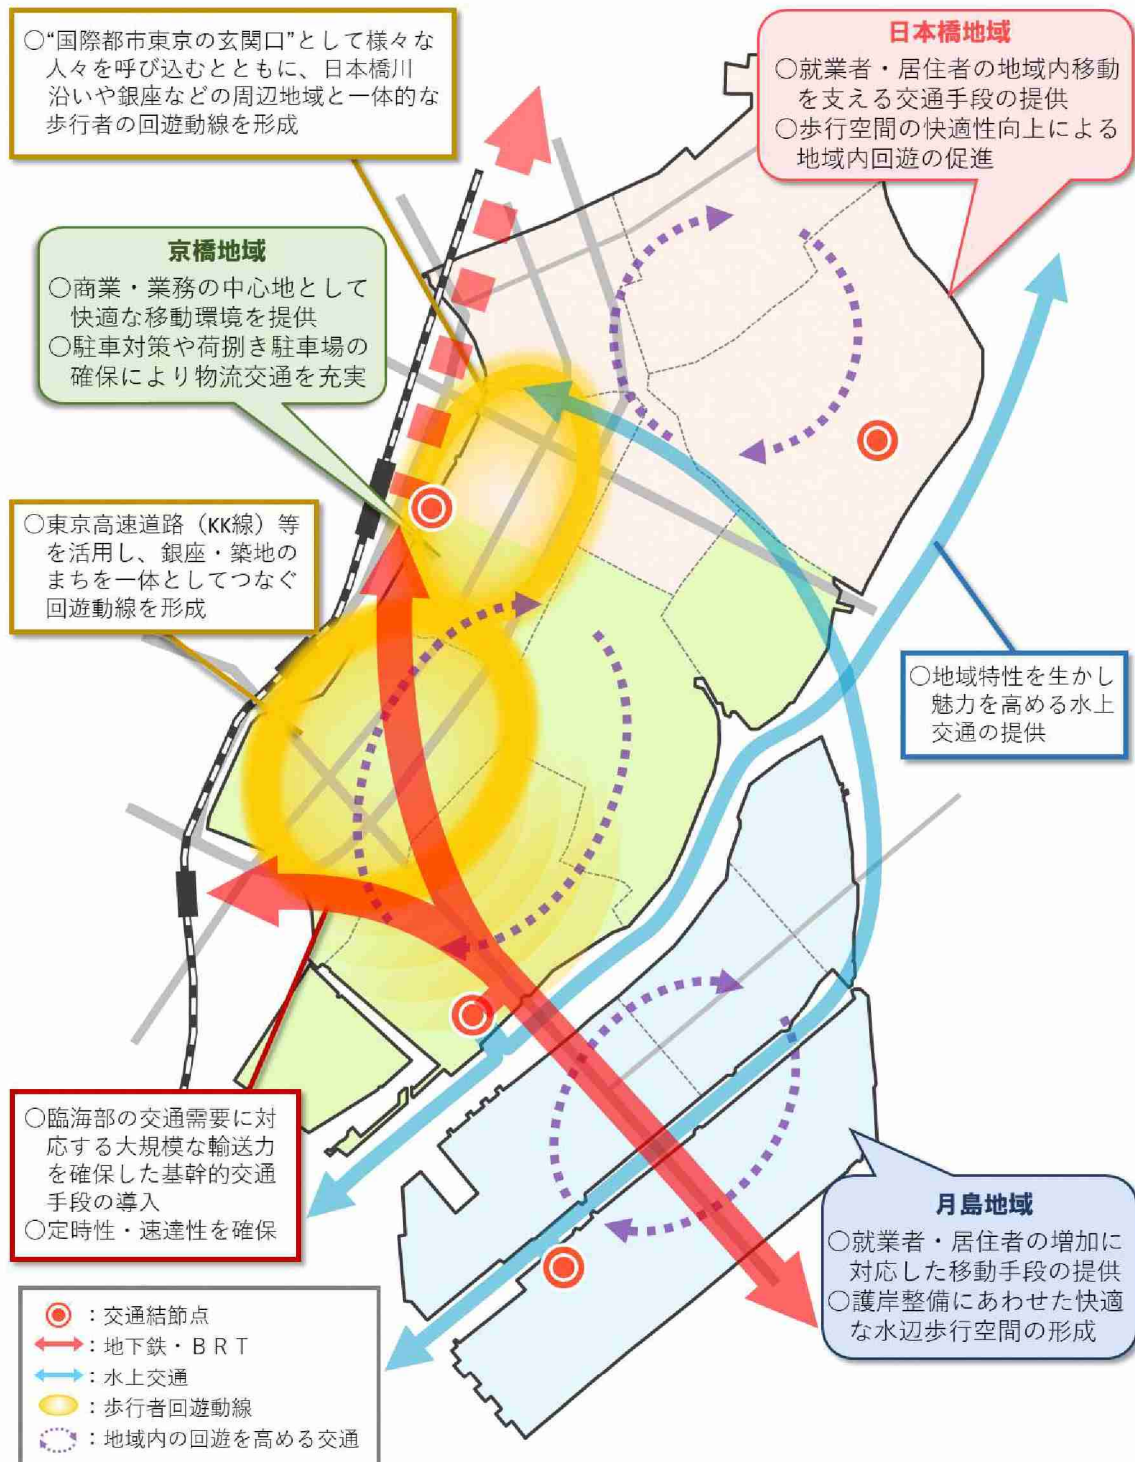 ○“国際都市東京の玄関口”として様々な
人々を呼び込むとともに、日本橋川
沿いや銀座などの周辺地域と一体的な
歩行者の回遊動線を形成
日本橋地域
○就業者・居住者の地域内移動
を支える交通手段の提供
○歩行空間の快適性向上による
地域内回遊の促進
京橋地域
○商業・業務の中心地として
快適な移動環境を提供
○駐車対策や荷捌き駐車場の
確保により物流交通を充実
○東京高速道路（KK線）等
を活用し、銀座・築地の
まちを一体としてつなぐ
回遊動線を形成
○地域特性を生かし
魅力を高める水上
交通の提供
○臨海部の交通需要に対
応する大規模な輸送力
を確保した基幹的交通
手段の導入
○定時性・速達性を確保
月島地域
○就業者・居住者の増加に
対応した移動手段の提供
○護岸整備にあわせた快適
な水辺歩行空間の形成
：交通結節点
：地下鉄・ＢＲＴ
：水上交通
：歩行者回遊動線
：地域内の回遊を高める交通